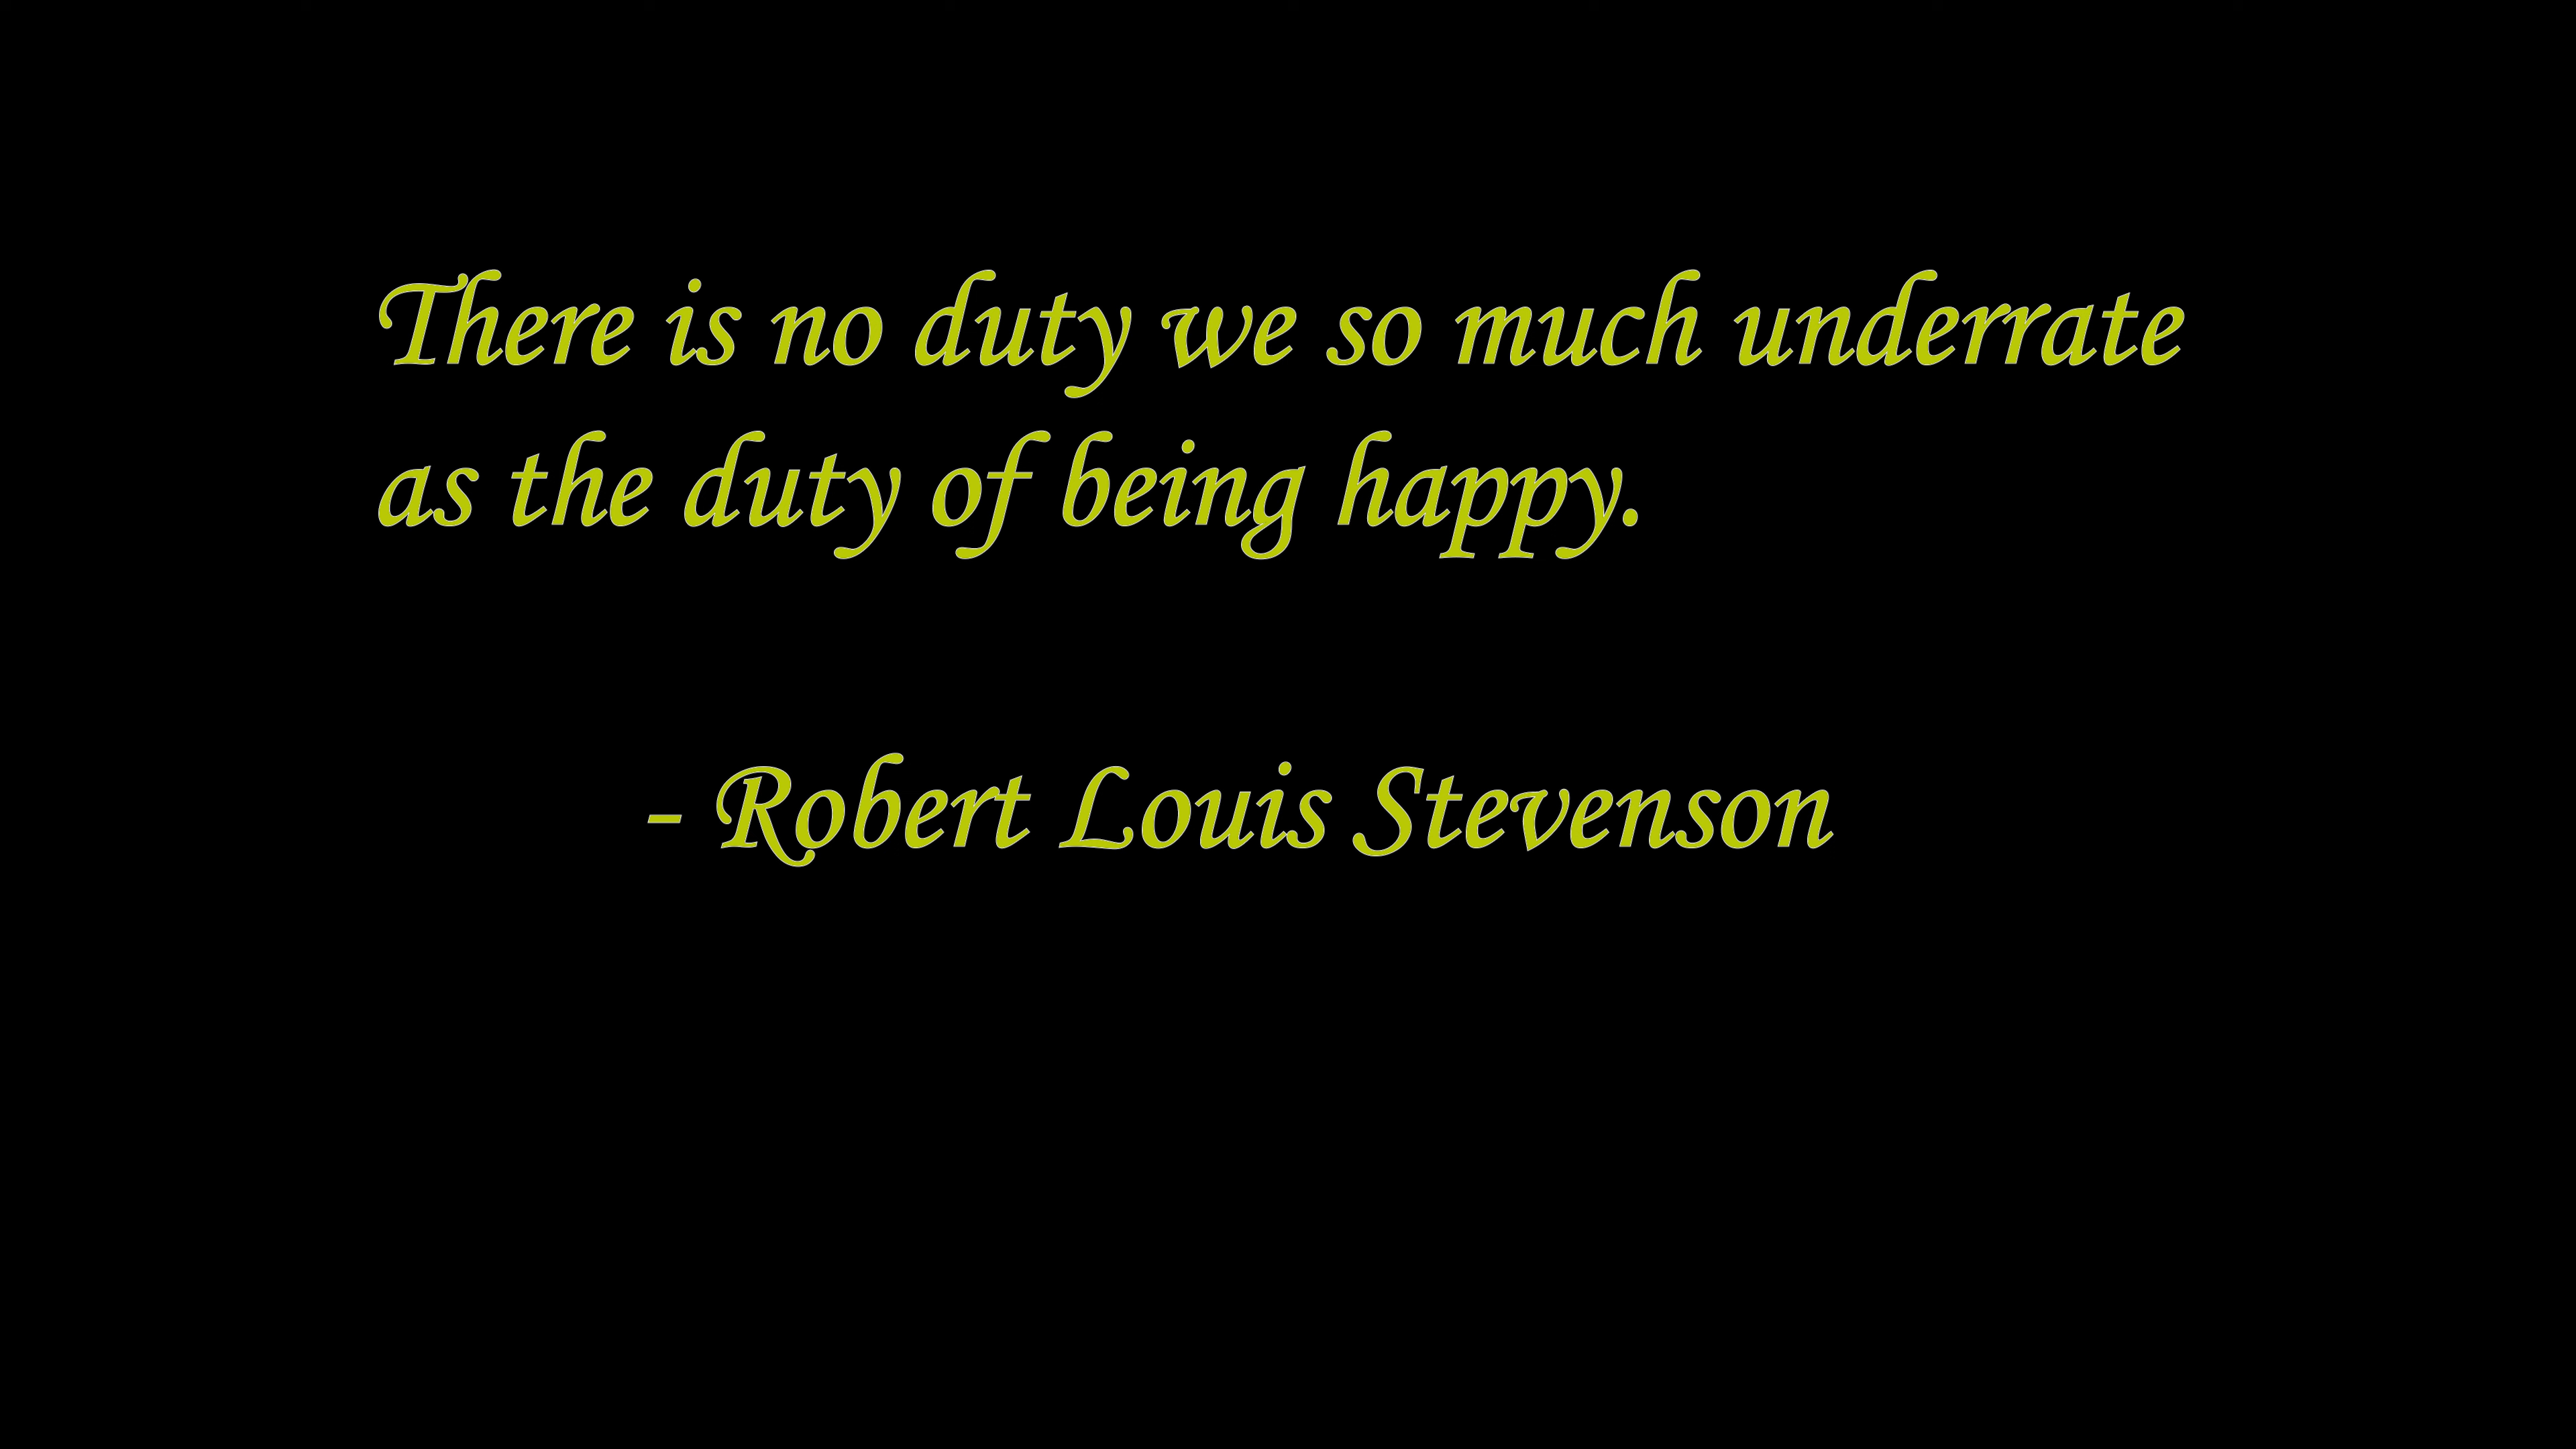 There is no duty we so much underrate
as the duty of being happy.
- Robert Louis Stevenson